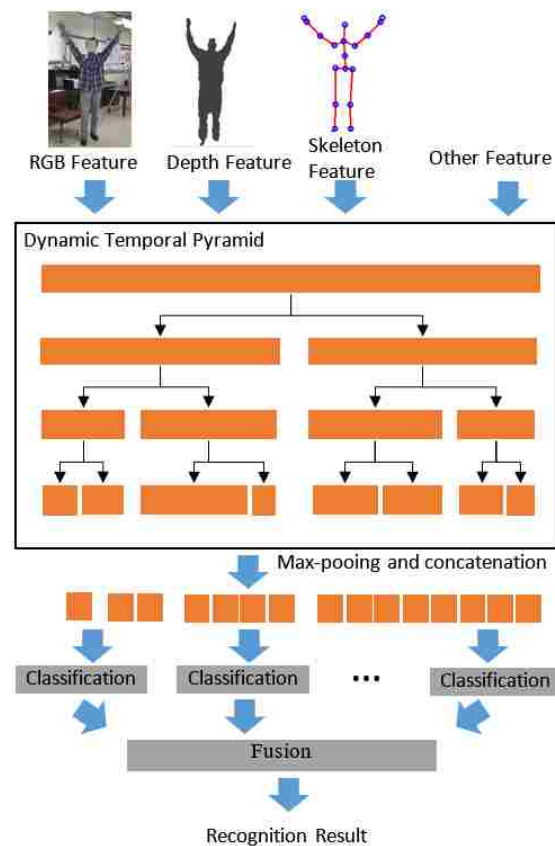 RGB Feature
Depth Feature
Skeleton
Feature
Other Feature
Dynamic Temporal Pyramid
Max-pooing and concatenation
Classification
Classification
...
Classification
Fusion
Recognition Result